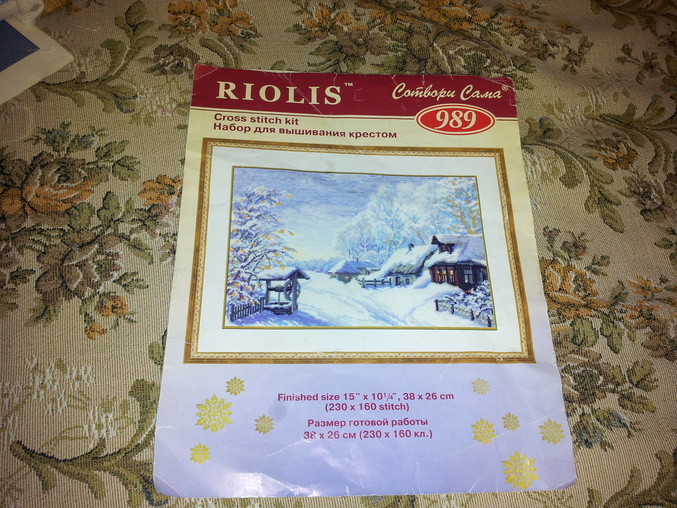 RIOLIS™
Сотвори Сама®
Cross stitch kit
Набор для вышивания крестом
989
Finished size 15" x 10¼", 38 x 26 cm
(230 x 160 stitch)
Размер готовой работы
38 x 26 см (230 x 160 кл.)